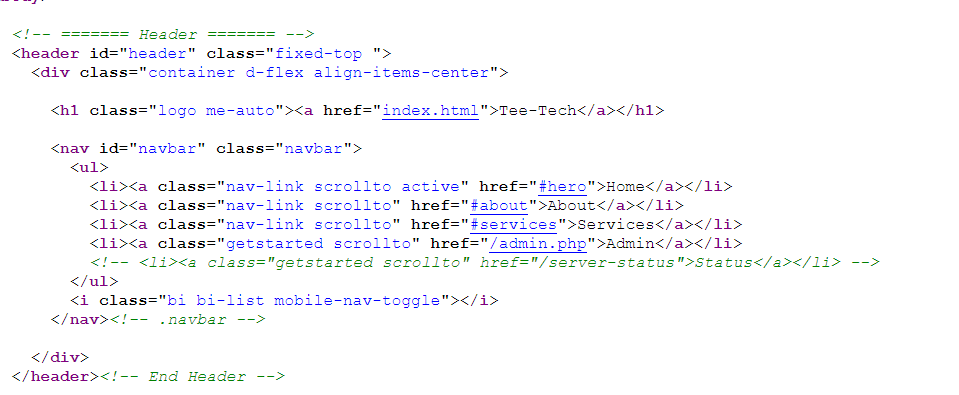 <!-- ======= Header ======= -->
<header id="header" class="fixed-top ">
<div class="container d-flex align-items-center">
<h1 class="logo me-auto"><a href="index.html">Tee-Tech</a></h1>
<nav id="navbar" class="navbar">
<ul>
<li><a class="nav-link scrollto active" href="#hero">Home</a></li>
<li><a class="nav-link scrollto" href="#about">About</a></li>
<li><a class="nav-link scrollto" href="#services">Services</a></li>
<li><a class="getstarted scrollto" href="/admin.php">Admin</a></li>
<!-- <li><a class="getstarted scrollto" href="/server-status">Status</a></li> -->
</ul>
<i class="bi bi-list mobile-nav-toggle"></i>
</nav><!-- .navbar -->
</div>
</header><!-- End Header -->